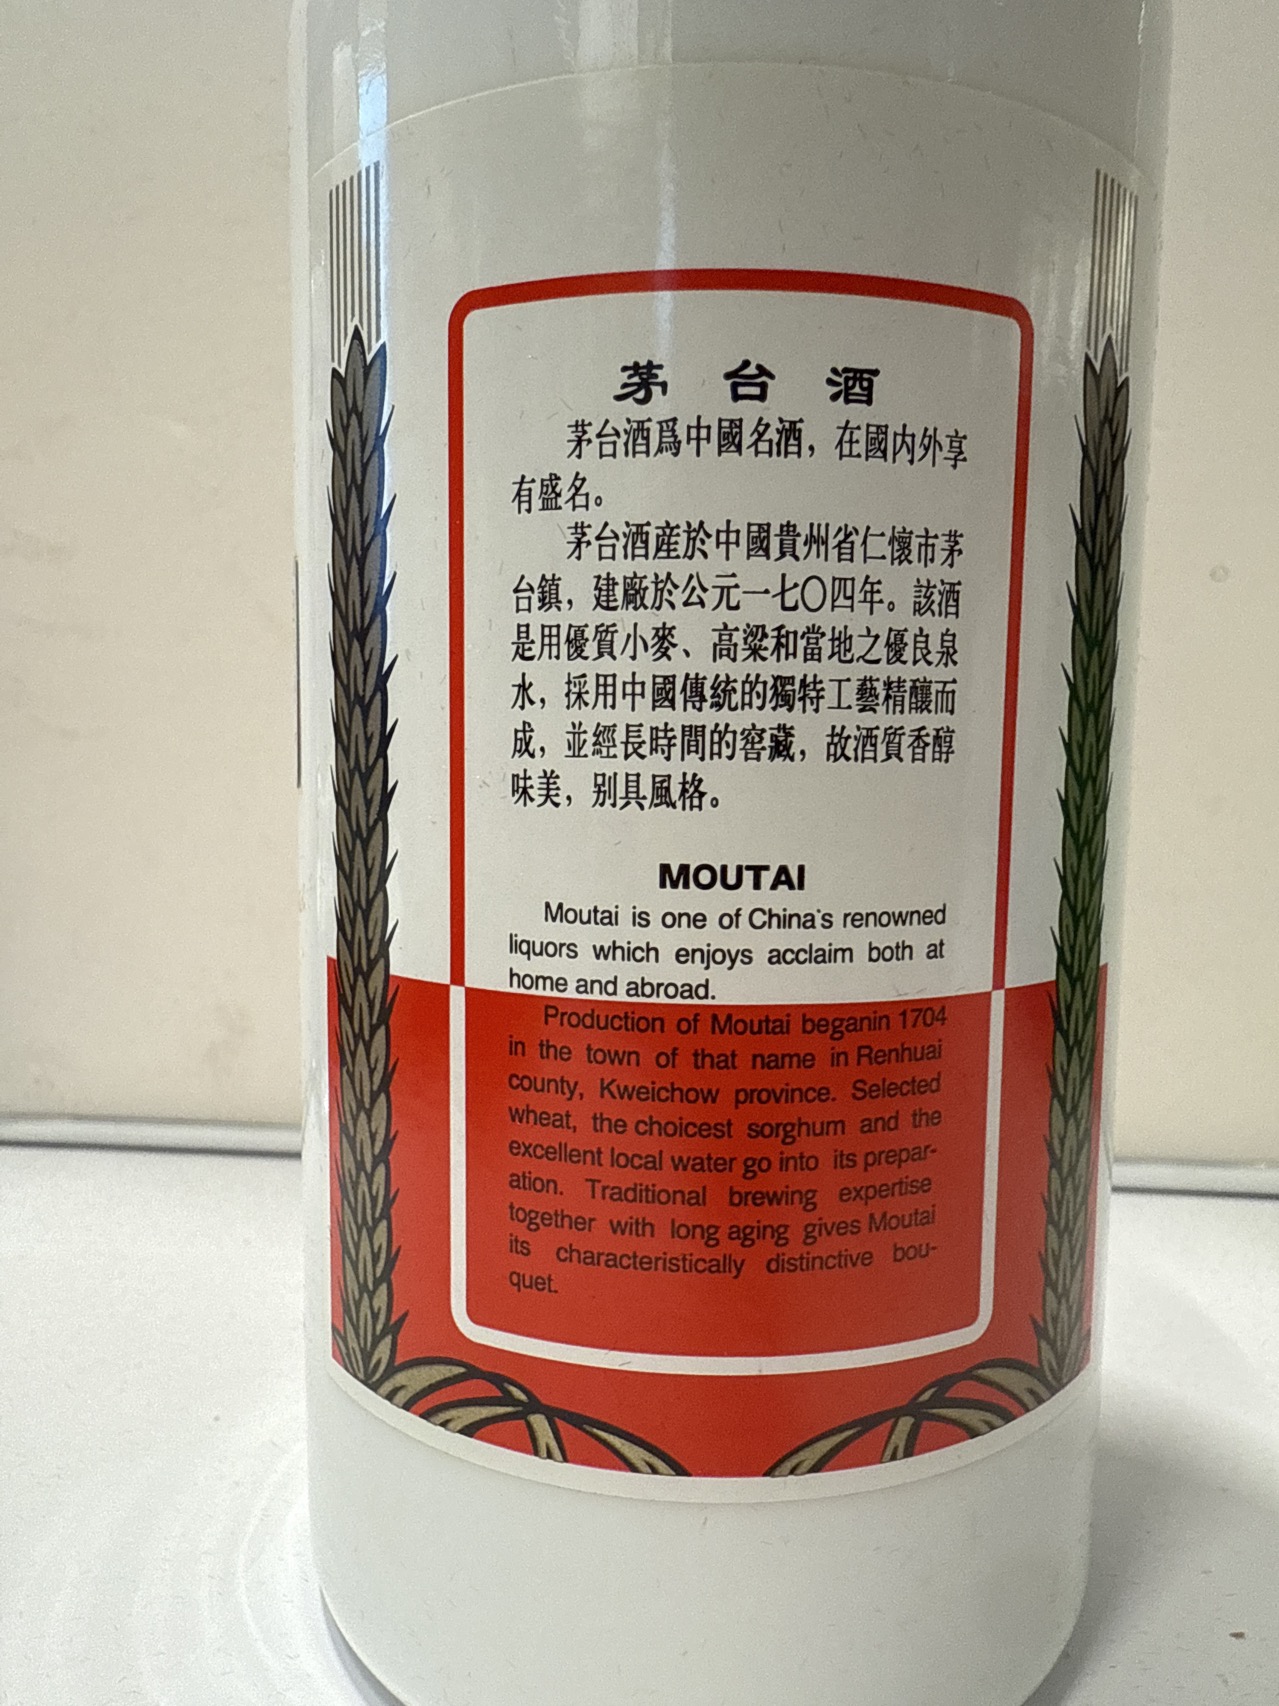 茅台酒
茅台酒爲中國名酒，在國内外享
有盛名。
茅台酒産於中國貴州省仁懷市茅
台鎮，建廠於公元一七〇四年。該酒
是用優質小麥、高粱和當地之優良泉
水，採用中國傳統的獨特工藝精釀而
成，並經長時間的窖藏，故酒質香醇
味美，别具風格。
MOUTAI
Moutai is one of China's renowned
liquors which enjoys acclaim both at
home and abroad.
Production of Moutai beganin 1704
in the town of that name in Renhuai
county, Kweichow province. Selected
wheat, the choicest sorghum and the
excellent local water go into its prepar-
ation. Traditional brewing expertise
together with long aging gives Moutai
its characteristically distinctive bou-
quet.